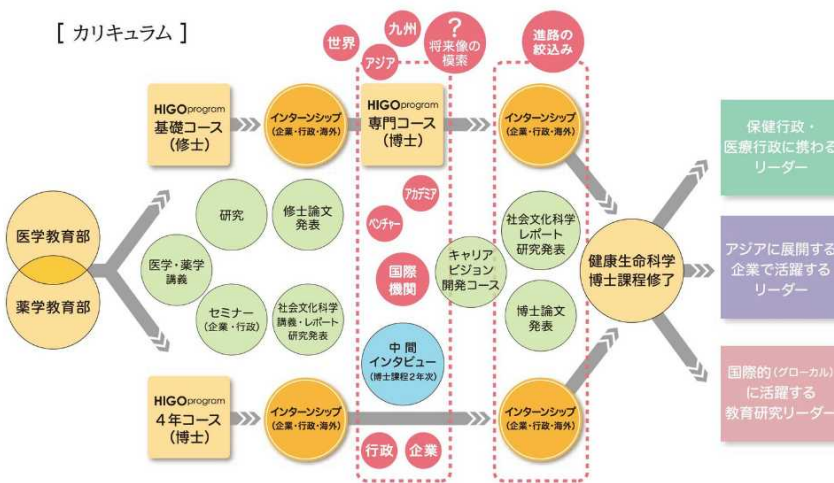 [ カリキュラム ]
世界
九州
アジア
?
将来像の
模索
進路の
絞込み
HIGOprogram
基礎コース
(修士)
インターンシップ
(企業・行政・海外)
HIGOprogram
専門コース
(博士)
インターンシップ
(企業・行政・海外)
保健行政・
医療行政に携わる
リーダー
医学教育部
薬学教育部
医学・薬学
講義
研究
修士論文
発表
セミナー
(企業・行政)
社会文化科学
講義・レポート
研究発表
アカデミア
ベンチャー
国際
機関
中間
インタビュー
(博士課程2年次)
キャリア
ビジョン
開発コース
社会文化科学
レポート
研究発表
博士論文
発表
健康生命科学
博士課程修了
アジアに展開する
企業で活躍する
リーダー
HIGOprogram
4年コース
(博士)
インターンシップ
(企業・行政・海外)
行政
企業
インターンシップ
(企業・行政・海外)
国際的(グローカル)
に活躍する
教育研究リーダー